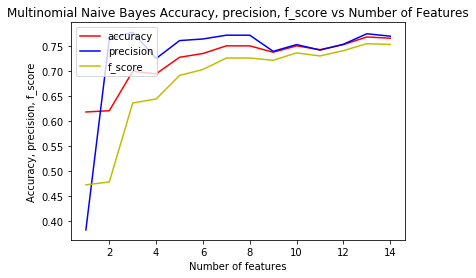 Multinomial Naive Bayes Accuracy, precision, f_score vs Number of Features
accuracy
precision
f_score
Accuracy, precision, f_score
0.75
0.70
0.65
0.60
0.55
0.50
0.45
0.40
2 4 6 8 10 12 14
Number of features